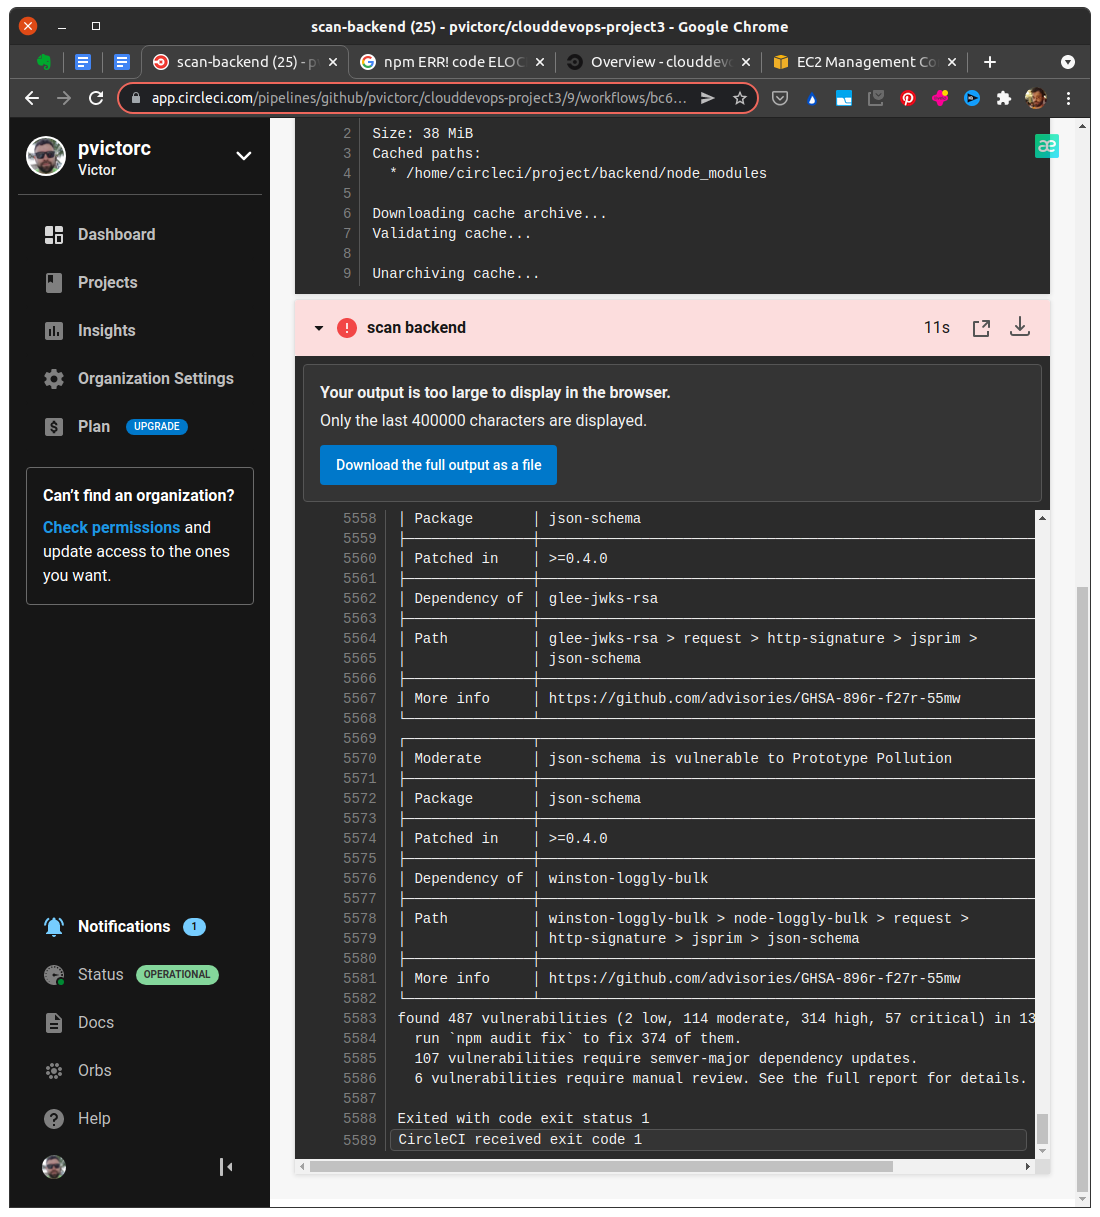 scan-backend (25) - pvictorc/clouddevops-project3 - Google Chrome
scan-backend (25) - p
npm ERR! code ELOC
Overview - clouddev
EC2 Management Co
app.circleci.com/pipelines/github/pvictorc/clouddevops-project3/9/workflows/bc6...
pvictorc
Victor
Dashboard
Projects
Insights
Organization Settings
Plan UPGRADE
Can't find an organization?
Check permissions and
update access to the ones
you want.
Notifications 1
Status OPERATIONAL
Docs
Orbs
Help
æ
2 Size: 38 MiB
3 Cached paths:
4 * /home/circleci/project/backend/node_modules
5
6 Downloading cache archive...
7 Validating cache...
8
9 Unarchiving cache...
scan backend 11s
Your output is too large to display in the browser.
Only the last 400000 characters are displayed.
Download the full output as a file
5558 │ Package │ json-schema
5559
5560 │ Patched in │ >=0.4.0
5561
5562 │ Dependency of │ glee-jwks-rsa
5563
5564 │ Path │ glee-jwks-rsa > request > http-signature > jsprim >
5565 │ │ json-schema
5566
5567 │ More info │ https://github.com/advisories/GHSA-896r-f27r-55mw
5568
5569
5570 │ Moderate │ json-schema is vulnerable to Prototype Pollution
5571
5572 │ Package │ json-schema
5573
5574 │ Patched in │ >=0.4.0
5575
5576 │ Dependency of │ winston-loggly-bulk
5577
5578 │ Path │ winston-loggly-bulk > node-loggly-bulk > request >
5579 │ │ http-signature > jsprim > json-schema
5580
5581 │ More info │ https://github.com/advisories/GHSA-896r-f27r-55mw
5582
5583 found 487 vulnerabilities (2 low, 114 moderate, 314 high, 57 critical) in 13
5584 run `npm audit fix` to fix 374 of them.
5585 107 vulnerabilities require semver-major dependency updates.
5586 6 vulnerabilities require manual review. See the full report for details.
5587
5588 Exited with code exit status 1
5589 CircleCI received exit code 1